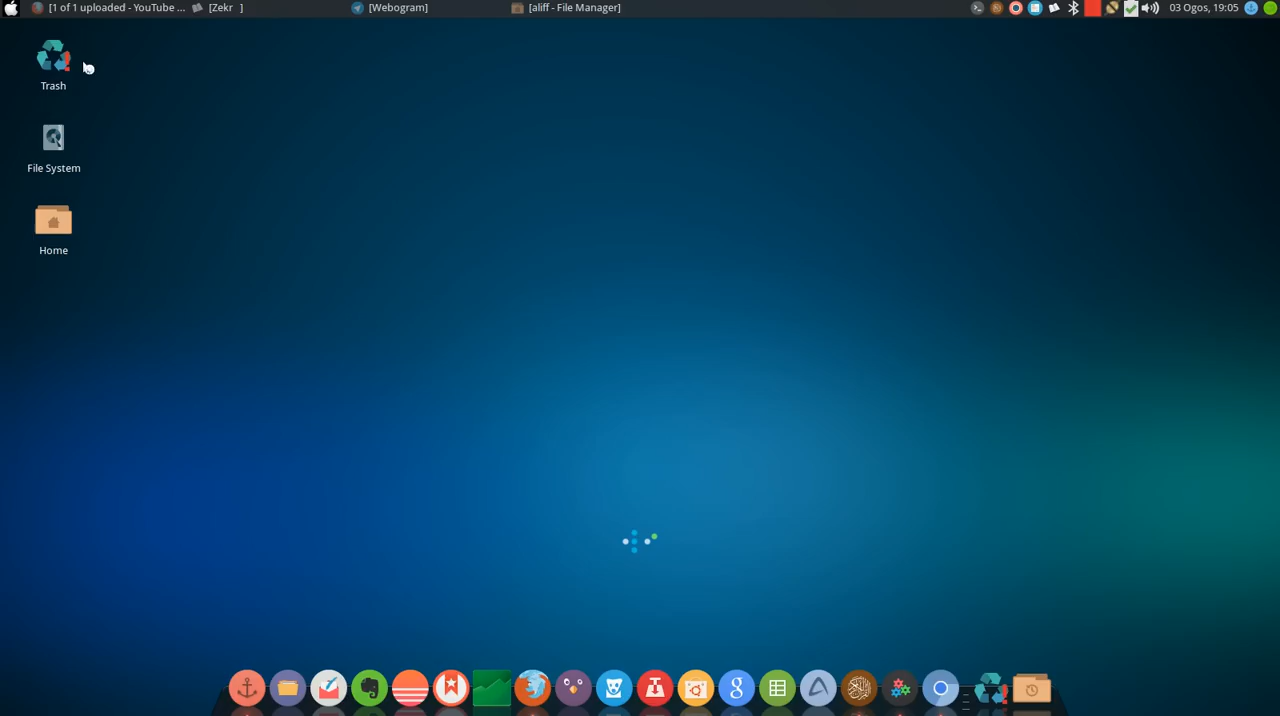 [1 of 1 uploaded - YouTube ... [Zekr ] [Webogram] [aliff - File Manager] 03 Ogos, 19:05
Trash
File System
Home